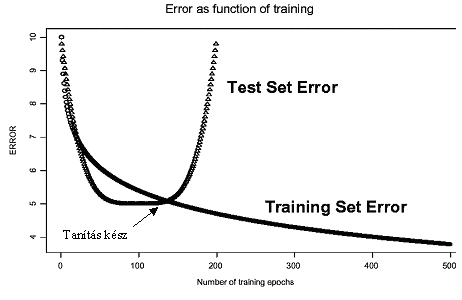 Error as function of training
10
9
8
7
6
5
4
ERROR
Test Set Error
Training Set Error
Tanítás kész
0
100
200
300
400
500
Number of training epochs